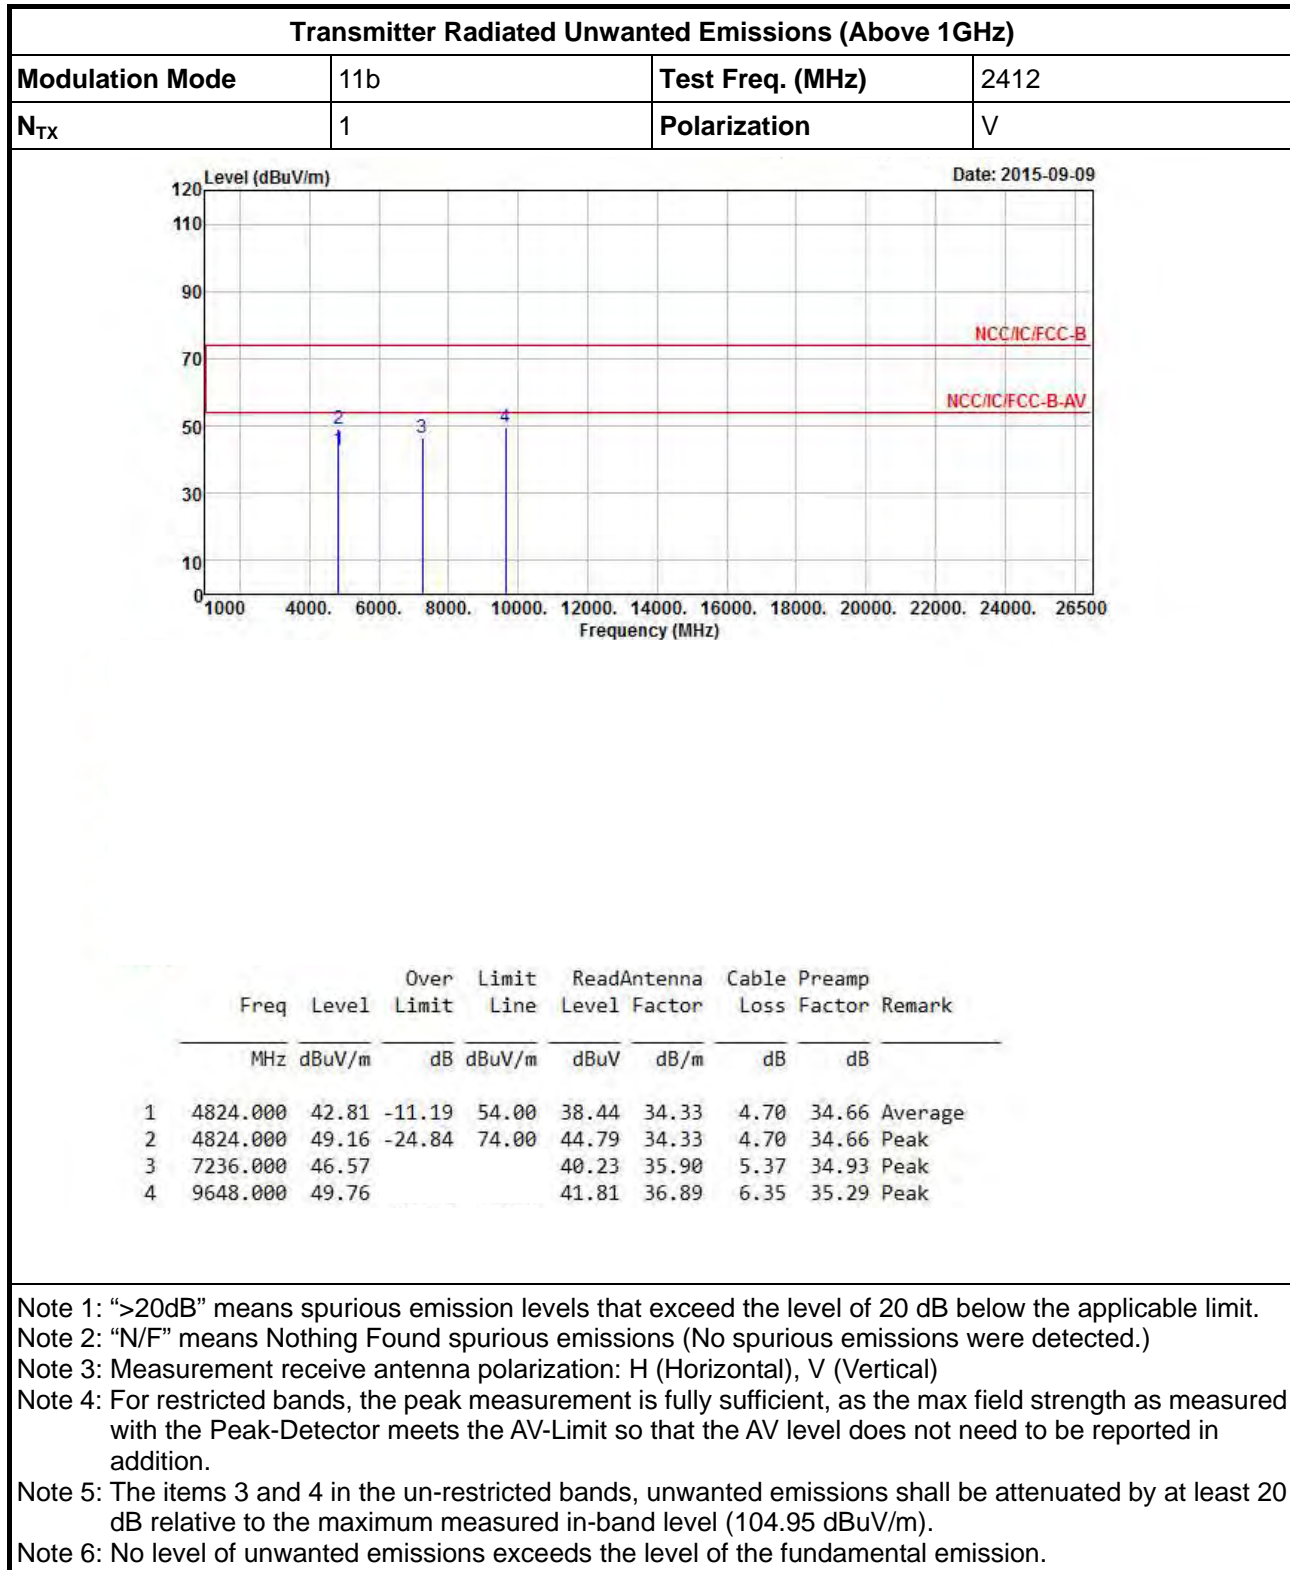 Transmitter Radiated Unwanted Emissions (Above 1GHz)
Modulation Mode 11b Test Freq. (MHz) 2412
NTX 1 Polarization V
Level (dBuV/m) Date: 2015-09-09
120
110
90
NCC/IC/FCC-B
70
NCC/IC/FCC-B-AV
2 3 4
50
1
30
10
0
1000 4000. 6000. 8000. 10000. 12000. 14000. 16000. 18000. 20000. 22000. 24000. 26500
Frequency (MHz)
Over Limit ReadAntenna Cable Preamp
Freq Level Limit Line Level Factor Loss Factor Remark
MHz dBuV/m dB dBuV/m dBuV dB/m dB dB
1 4824.000 42.81 -11.19 54.00 38.44 34.33 4.70 34.66 Average
2 4824.000 49.16 -24.84 74.00 44.79 34.33 4.70 34.66 Peak
3 7236.000 46.57 40.23 35.90 5.37 34.93 Peak
4 9648.000 49.76 41.81 36.89 6.35 35.29 Peak
Note 1: “>20dB” means spurious emission levels that exceed the level of 20 dB below the applicable limit.
Note 2: “N/F” means Nothing Found spurious emissions (No spurious emissions were detected.)
Note 3: Measurement receive antenna polarization: H (Horizontal), V (Vertical)
Note 4: For restricted bands, the peak measurement is fully sufficient, as the max field strength as measured
with the Peak-Detector meets the AV-Limit so that the AV level does not need to be reported in
addition.
Note 5: The items 3 and 4 in the un-restricted bands, unwanted emissions shall be attenuated by at least 20
dB relative to the maximum measured in-band level (104.95 dBuV/m).
Note 6: No level of unwanted emissions exceeds the level of the fundamental emission.